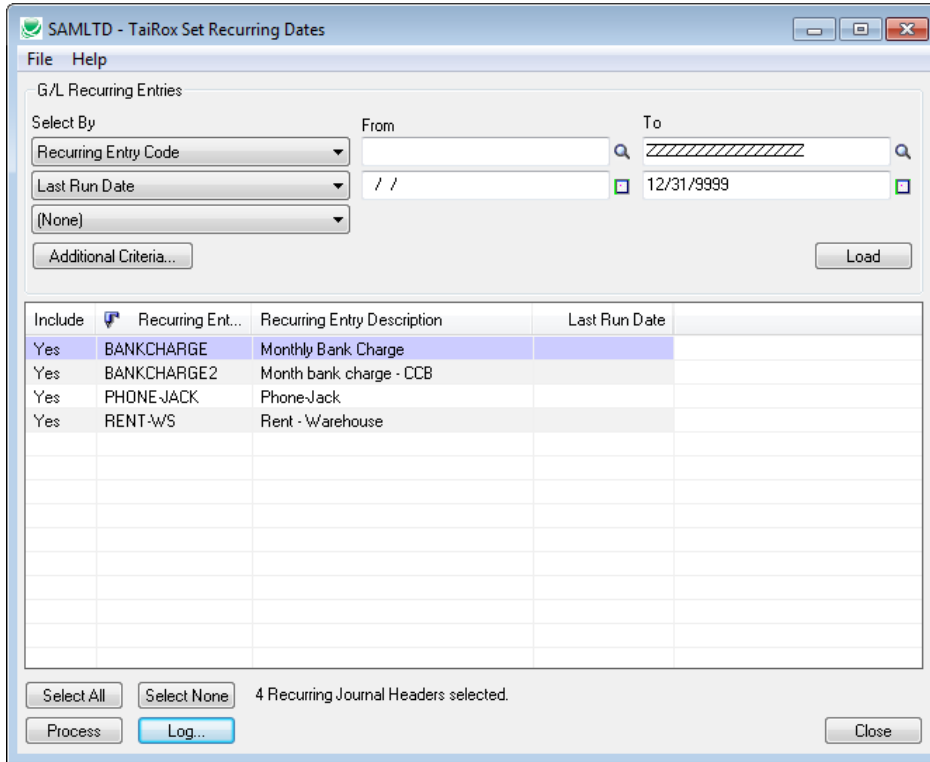 SAMLTD - TaiRox Set Recurring Dates
File Help
G/L Recurring Entries
Select By From To
Recurring Entry Code ZZZZZZZZZZZZZZZZ
Last Run Date / / 12/31/9999
(None)
Additional Criteria... Load
Include Recurring Ent... Recurring Entry Description Last Run Date
Yes BANKCHARGE Monthly Bank Charge
Yes BANKCHARGE2 Month bank charge - CCB
Yes PHONE-JACK Phone-Jack
Yes RENT-WS Rent - Warehouse
Select All Select None 4 Recurring Journal Headers selected.
Process Log... Close